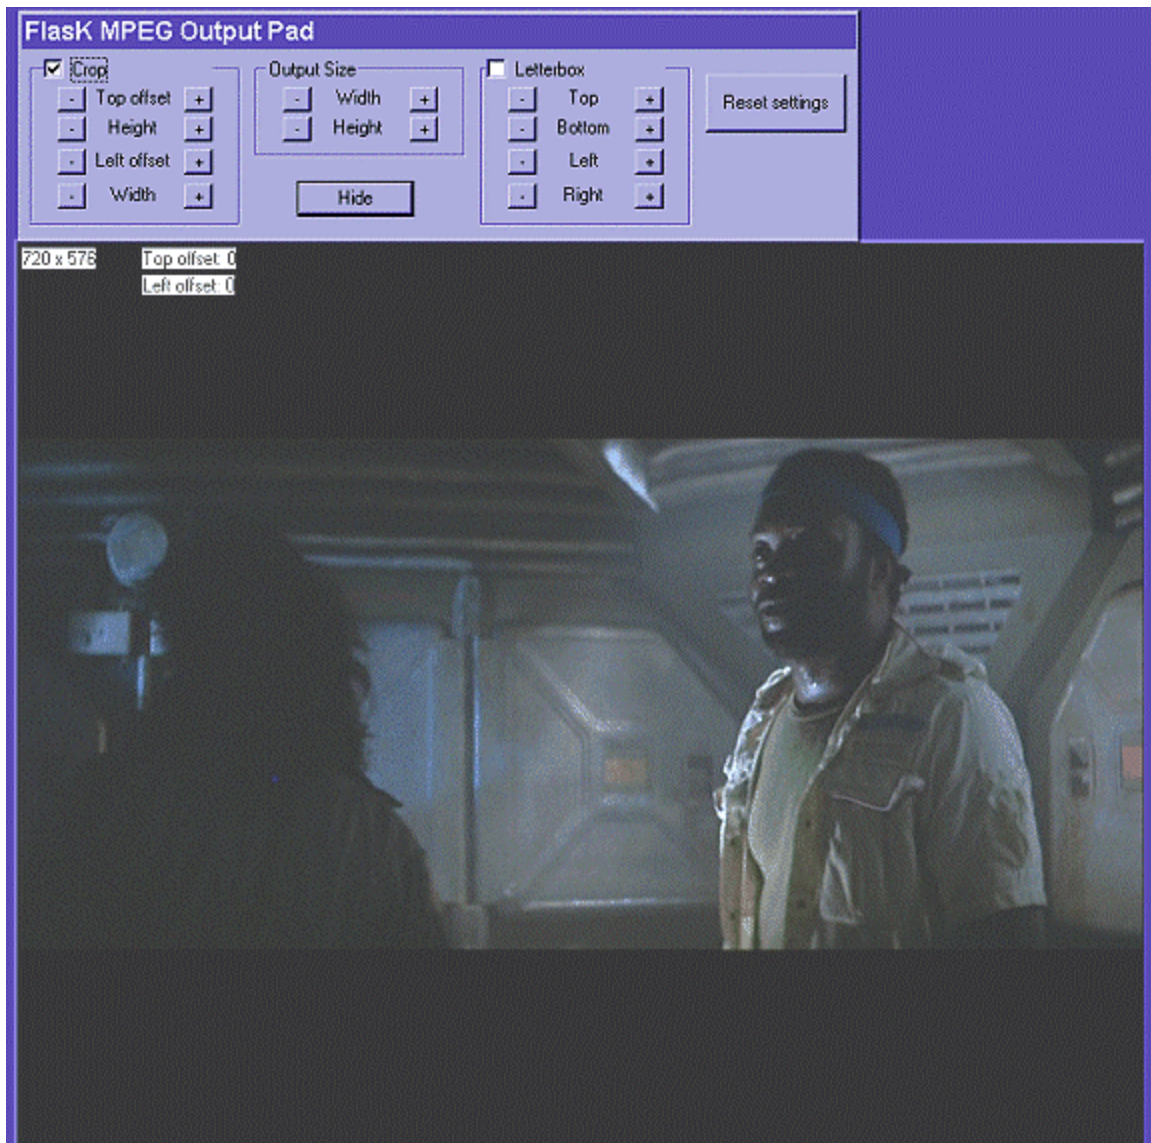 FlasK MPEG Output Pad
Crop
- Top offset +
- Height +
- Left offset +
- Width +
Output Size
- Width +
- Height +
Hide
Letterbox
- Top +
- Bottom +
- Left +
- Right +
Reset settings
720 x 576
Top offset: 0
Left offset: 0